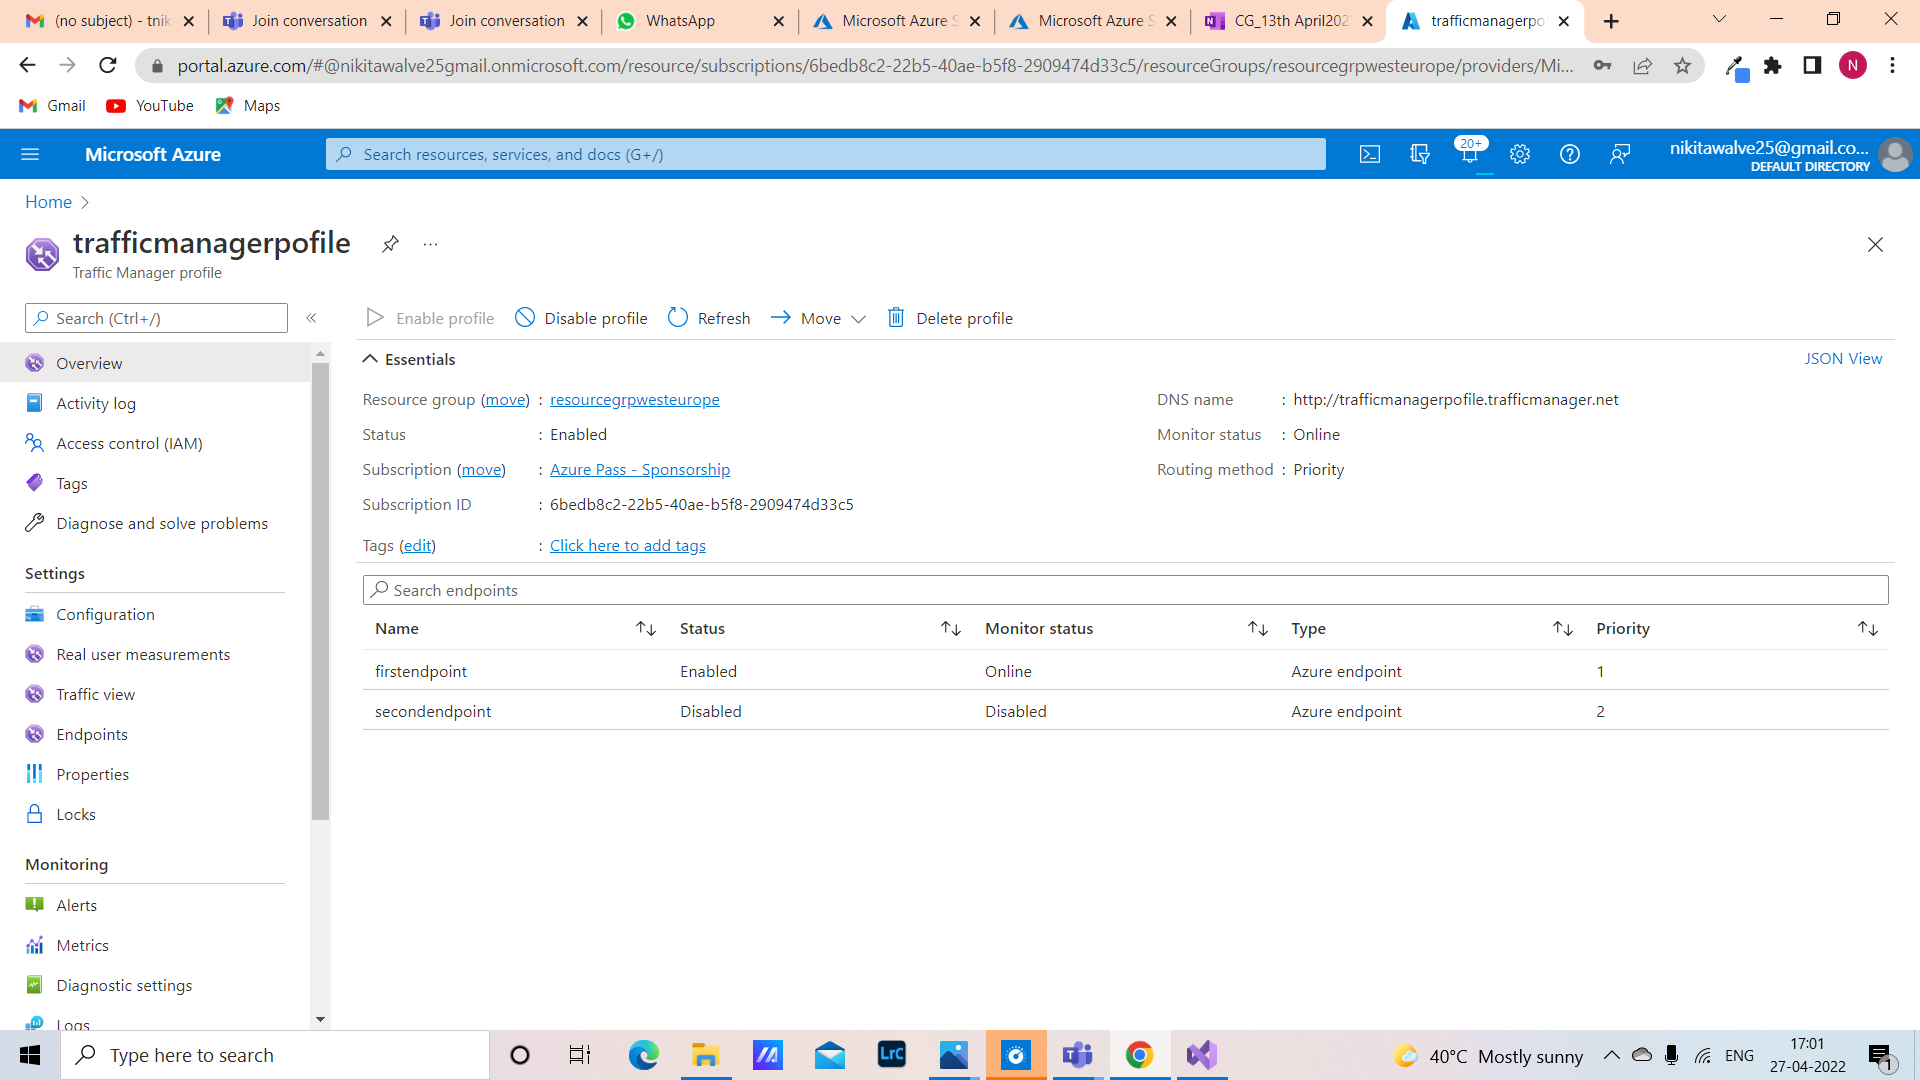 (no subject) - tnik
Join conversation
Join conversation
WhatsApp
Microsoft Azure S
Microsoft Azure S
CG_13th April202
trafficmanagerpo
portal.azure.com/#@nikitawalve25gmail.onmicrosoft.com/resource/subscriptions/6bedb8c2-22b5-40ae-b5f8-2909474d33c5/resourceGroups/resourcegrpwesteurope/providers/Mi...
N
Gmail
YouTube
Maps
Microsoft Azure
Search resources, services, and docs (G+/)
20+
nikitawalve25@gmail.co...
DEFAULT DIRECTORY
Home
trafficmanagerpofile
...
Traffic Manager profile
Search (Ctrl+/)
Enable profile
Disable profile
Refresh
Move
Delete profile
Overview
Activity log
Access control (IAM)
Tags
Diagnose and solve problems
Settings
Configuration
Real user measurements
Traffic view
Endpoints
Properties
Locks
Monitoring
Alerts
Metrics
Diagnostic settings
Logs
Essentials
JSON View
Resource group (move) : resourcegrpwesteurope
Status : Enabled
Subscription (move) : Azure Pass - Sponsorship
Subscription ID : 6bedb8c2-22b5-40ae-b5f8-2909474d33c5
Tags (edit) : Click here to add tags
DNS name : http://trafficmanagerpofile.trafficmanager.net
Monitor status : Online
Routing method : Priority
Search endpoints
Name Status Monitor status Type Priority
firstendpoint Enabled Online Azure endpoint 1
secondendpoint Disabled Disabled Azure endpoint 2
Type here to search
LrC
40°C Mostly sunny
ENG
17:01
27-04-2022
1